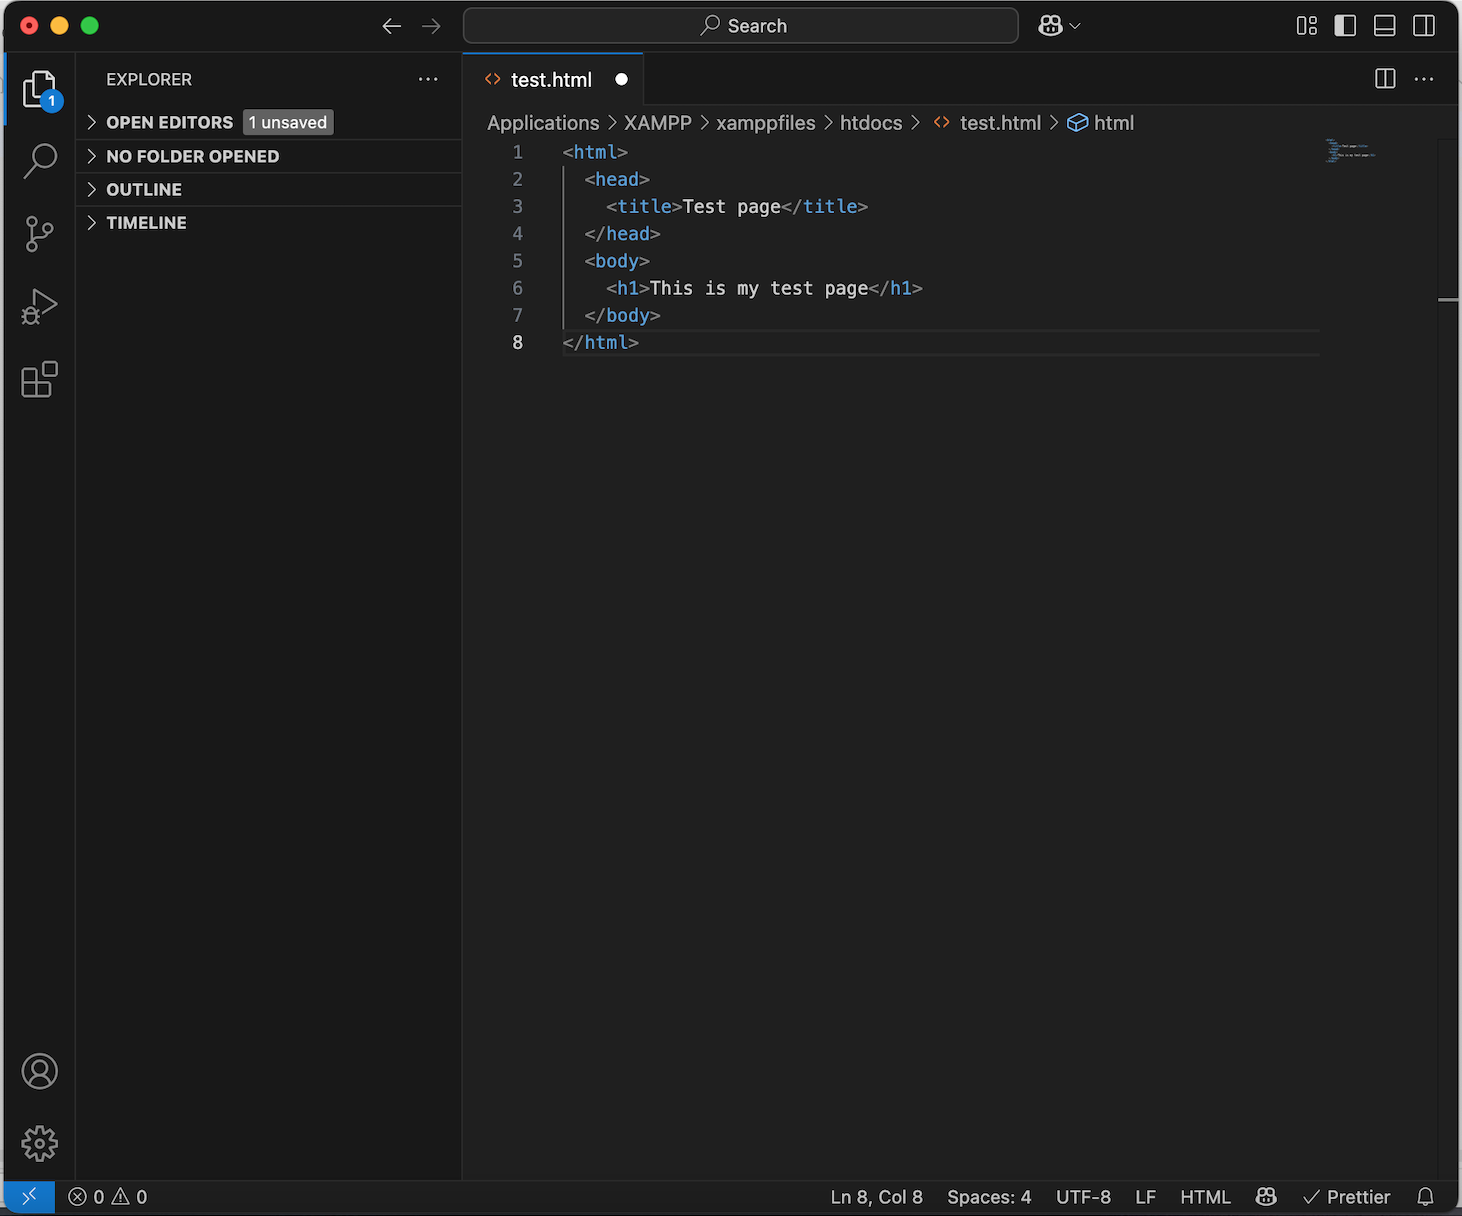 Search
EXPLORER
1
OPEN EDITORS 1 unsaved
NO FOLDER OPENED
OUTLINE
TIMELINE
test.html
Applications > XAMPP > xamppfiles > htdocs > test.html > html
1 <html>
2 <head>
3 <title>Test page</title>
4 </head>
5 <body>
6 <h1>This is my test page</h1>
7 </body>
8 </html>
0 0
Ln 8, Col 8 Spaces: 4 UTF-8 LF HTML Prettier